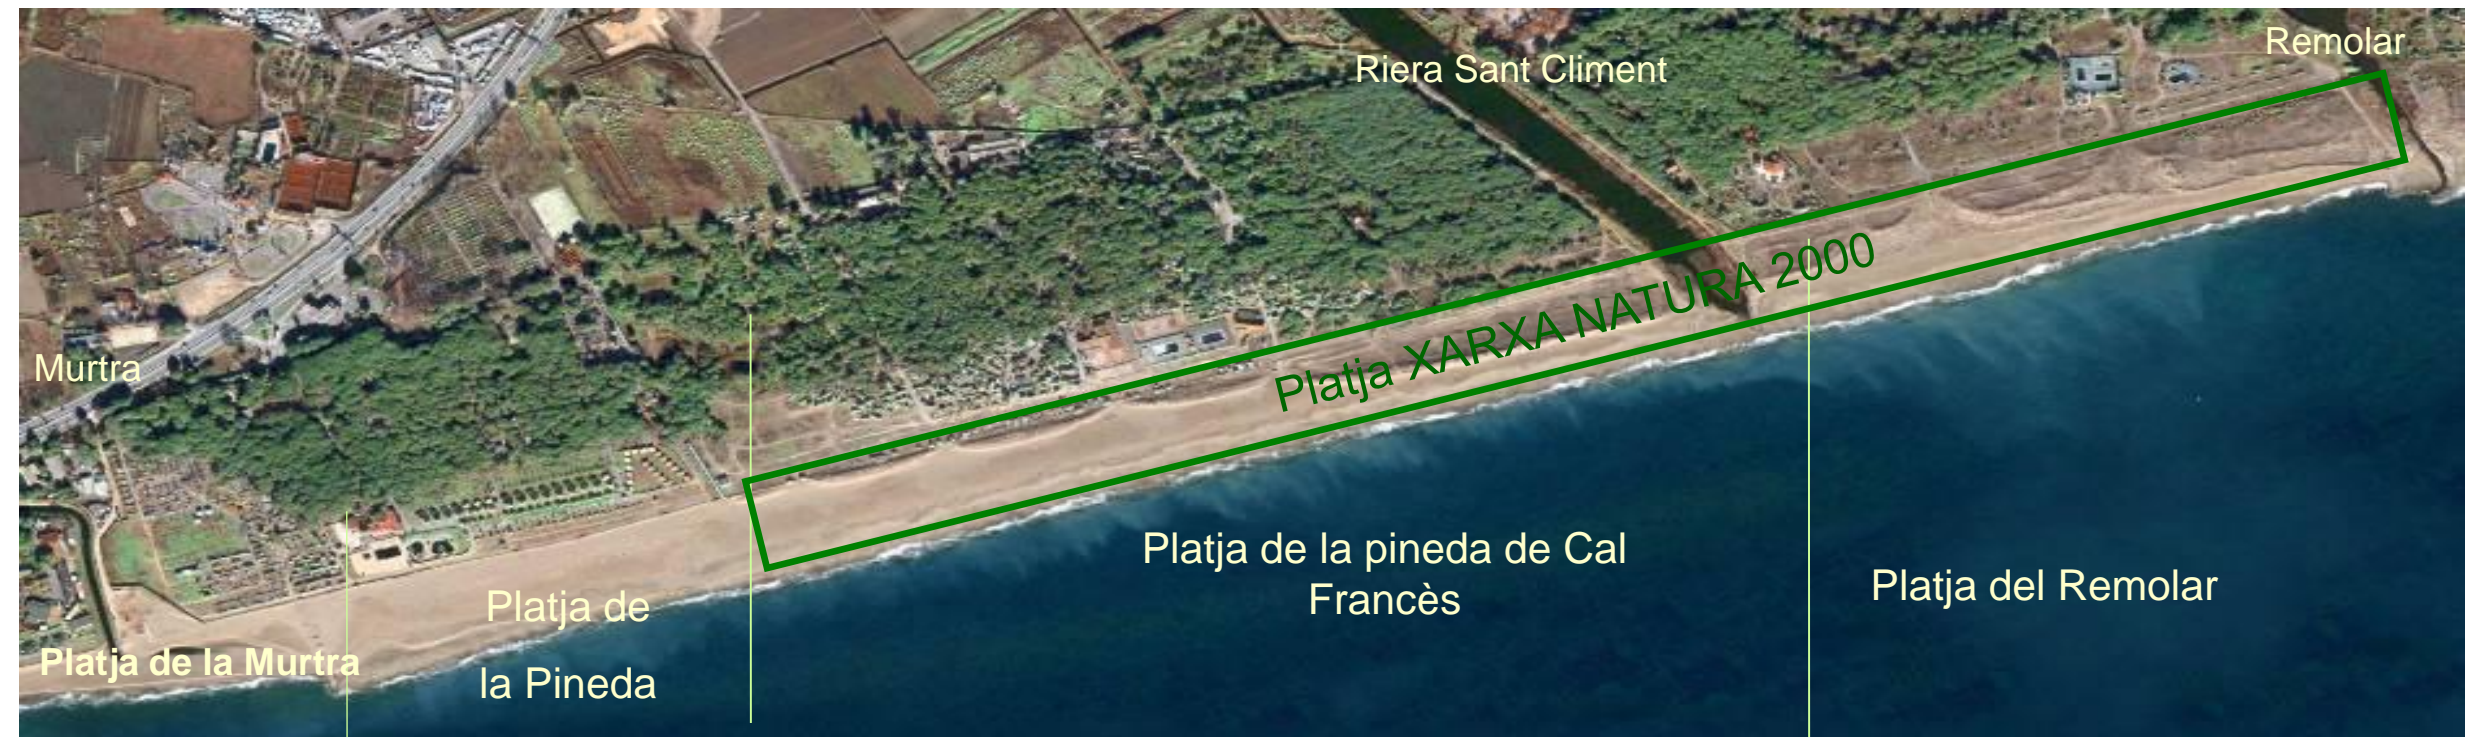 Remolar
Riera Sant Climent
Murtra
Platja XARXA NATURA 2000
Platja de la pineda de Cal
Francès
Platja del Remolar
Platja de
la Pineda
Platja de la Murtra